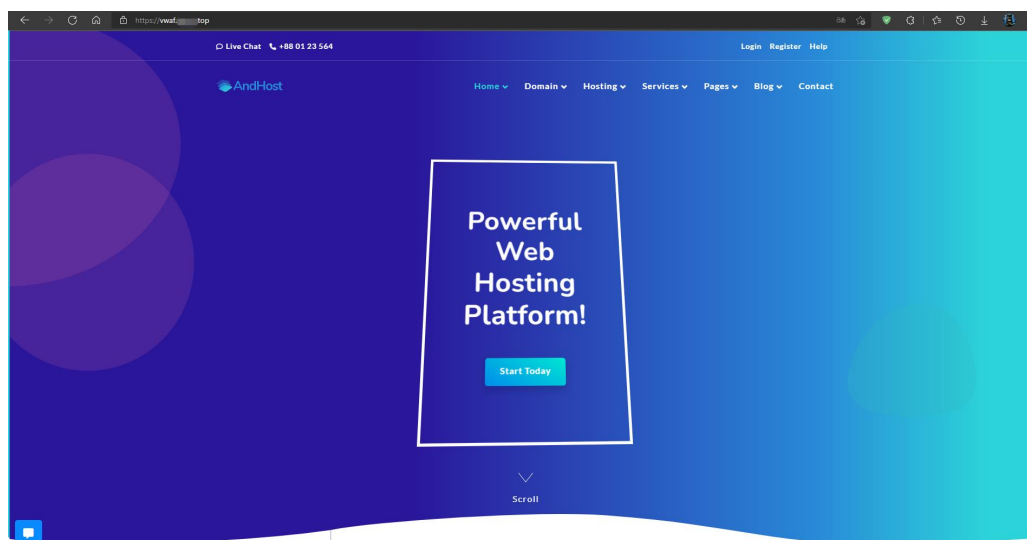 https://vwaf. top
Live Chat +88 01 23 564
Login Register Help
AndHost
Home Domain Hosting Services Pages Blog Contact
Powerful
Web
Hosting
Platform!
Start Today
Scroll